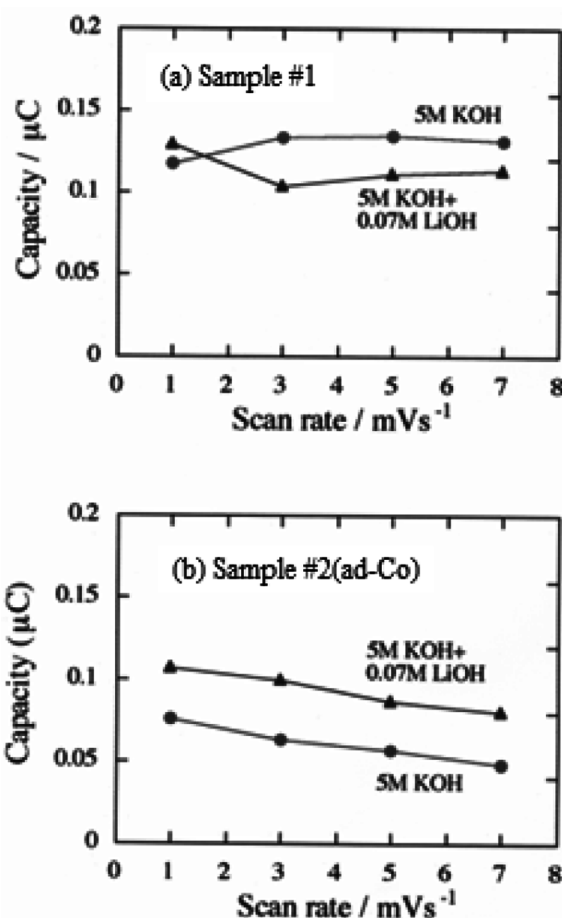 0.2
(a) Sample #1
0.15
5M KOH
0.1
5M KOH+
0.07M LiOH
0.05
0
Capacity / μC
0 1 2 3 4 5 6 7 8
Scan rate / mVs⁻¹
0.2
(b) Sample #2(ad-Co)
0.15
5M KOH+
0.07M LiOH
0.1
0.05
5M KOH
0
Capacity (μC)
0 1 2 3 4 5 6 7 8
Scan rate / mVs⁻¹